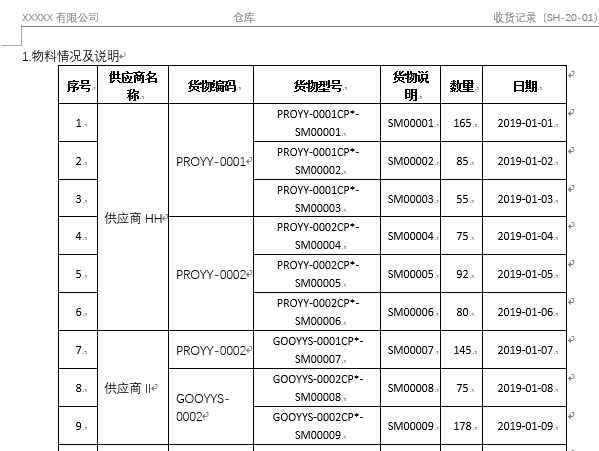 XXXXX 有限公司 仓库 收货记录（SH-20-01）
1.物料情况及说明
序号 供应商名称 货物编码 货物型号 货物说明 数量 日期
1 供应商 HH PROYY-0001 PROYY-0001CP*-SM00001 SM00001 165 2019-01-01
2 PROYY-0001CP*-SM00002 SM00002 85 2019-01-02
3 PROYY-0001CP*-SM00003 SM00003 55 2019-01-03
4 PROYY-0002 PROYY-0002CP*-SM00004 SM00004 75 2019-01-04
5 PROYY-0002CP*-SM00005 SM00005 92 2019-01-05
6 PROYY-0002CP*-SM00006 SM00006 80 2019-01-06
7 供应商 II PROYY-0002 GOOYYS-0001CP*-SM00007 SM00007 145 2019-01-07
8 GOOYYS-0002 GOOYYS-0002CP*-SM00008 SM00008 75 2019-01-08
9 GOOYYS-0002CP*-SM00009 SM00009 178 2019-01-09